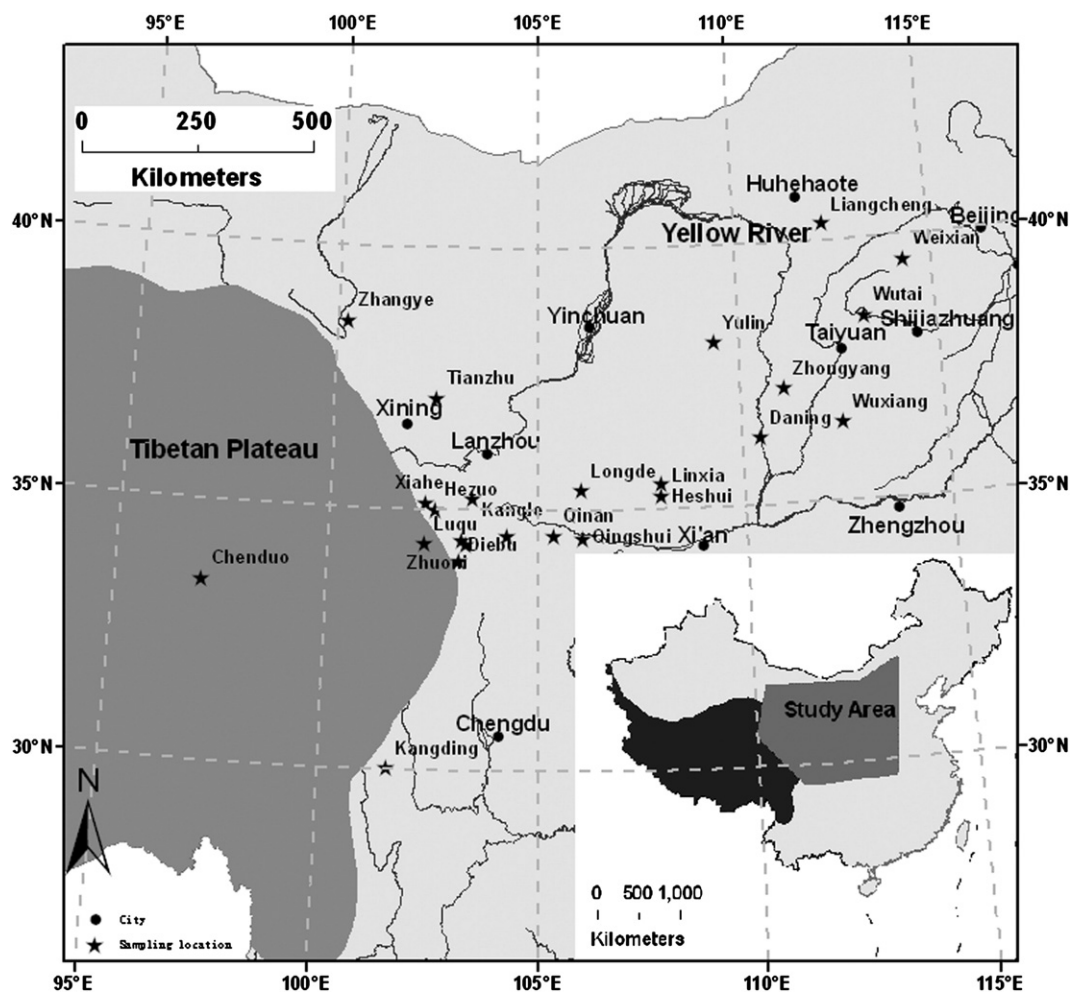 95°E 100°E 105°E 110°E 115°E
0 250 500
Kilometers
Huhehaote
Liangcheng
40°N
40°N
Beijing
Yellow River
Weixian
Zhangye
Wutai
Yinchuan
Yulin
Shijiazhuang
Taiyuan
Zhongyang
Tianzhu
Xining
Wuxiang
Daning
Lanzhou
Tibetan Plateau
35°N
35°N
Longde
Linxia
Xiahe
Hezuo
Heshui
Kangle
Luqu
Qinan
Zhengzhou
Qingshui
Xi'an
Diebu
Zhuoni
Chenduo
Study Area
Chengdu
30°N
30°N
Kangding
N
0 500 1,000
Kilometers
City
Sampling location
95°E 100°E 105°E 110°E 115°E